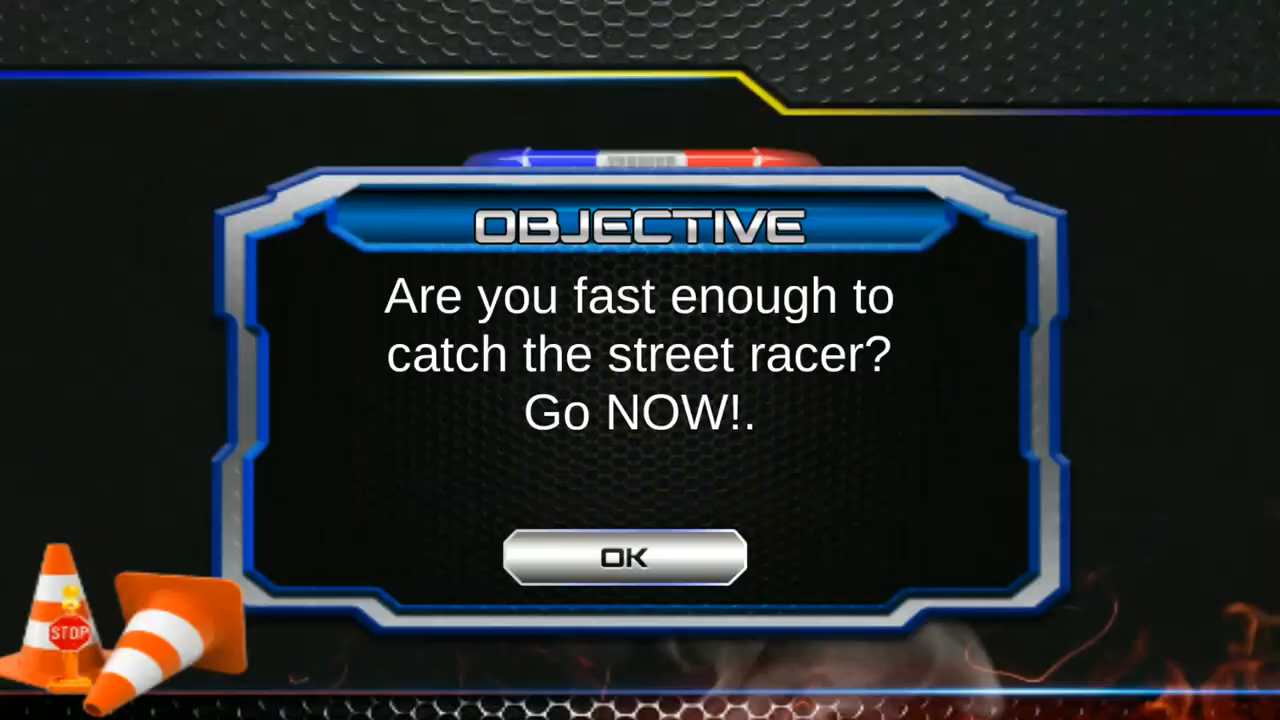 OBJECTIVE
Are you fast enough to
catch the street racer?
Go NOW!.
OK
STOP